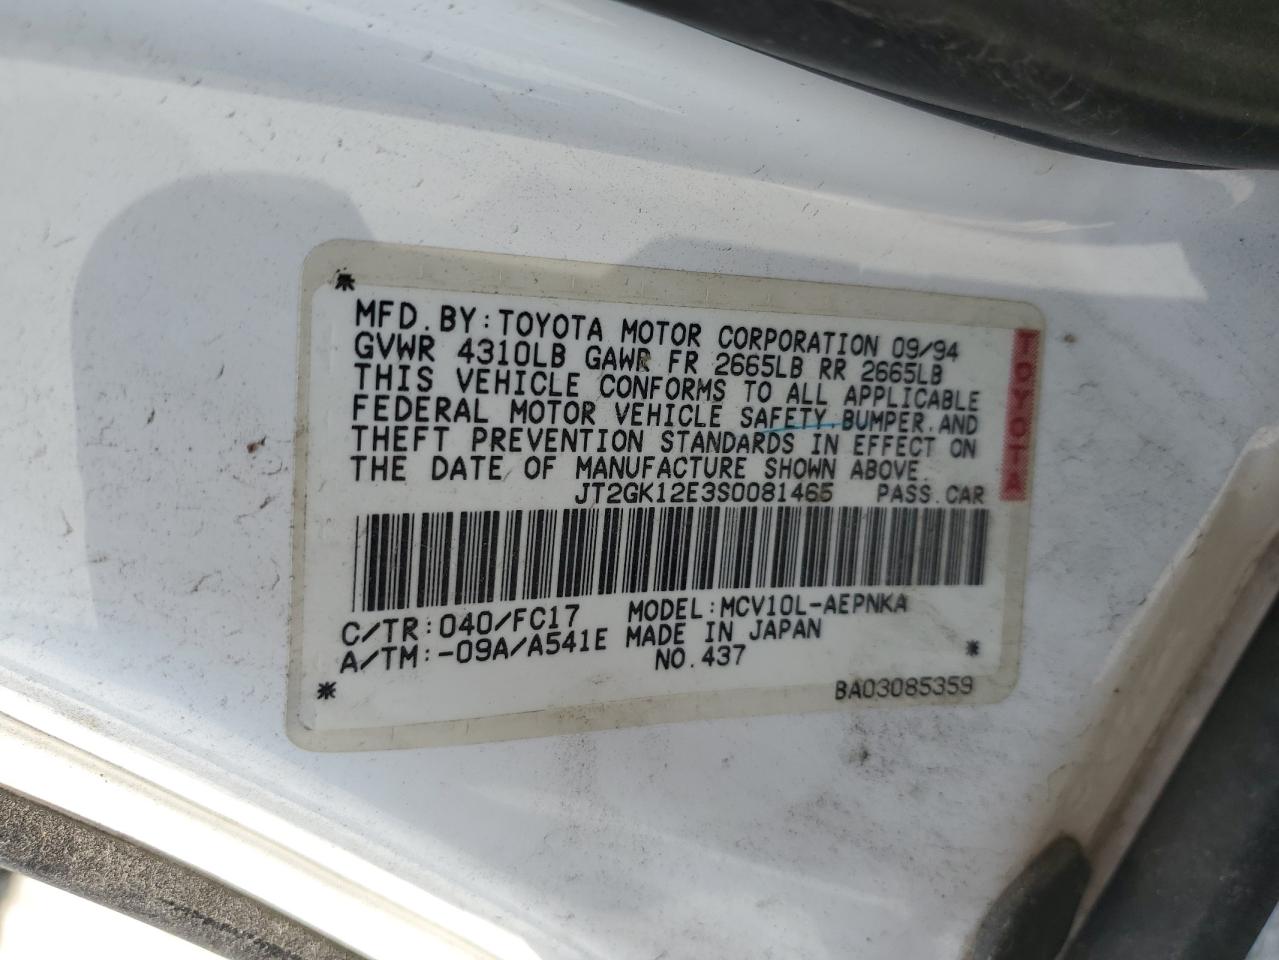 MFD. BY: TOYOTA MOTOR CORPORATION 09/94
GVWR 4310LB GAWR FR 2665LB RR 2665LB
THIS VEHICLE CONFORMS TO ALL APPLICABLE
FEDERAL MOTOR VEHICLE SAFETY BUMPER. AND
THEFT PREVENTION STANDARDS IN EFFECT ON
THE DATE OF MANUFACTURE SHOWN ABOVE.
JT2GK12E3S0081465 PASS. CAR
C/TR: 040/FC17 MODEL: MCV10L-AEPNKA
A/TM: -09A/A541E MADE IN JAPAN
NO. 437
BA03085359
TOYOTA